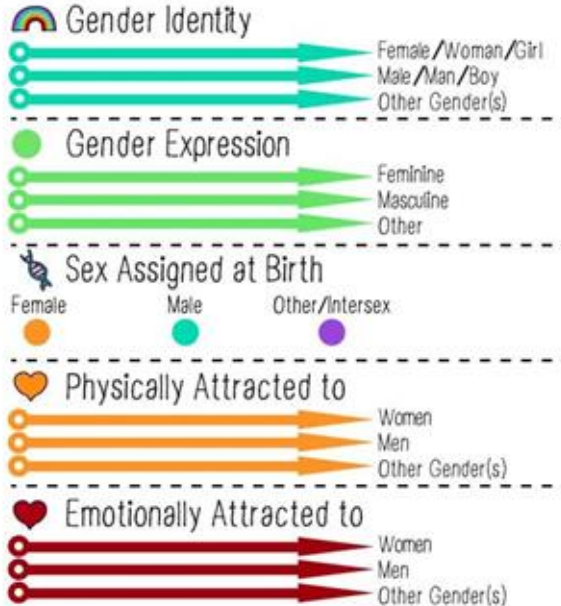 Gender Identity
Female/Woman/Girl
Male/Man/Boy
Other Gender(s)
Gender Expression
Feminine
Masculine
Other
Sex Assigned at Birth
Female Male Other/Intersex
Physically Attracted to
Women
Men
Other Gender(s)
Emotionally Attracted to
Women
Men
Other Gender(s)